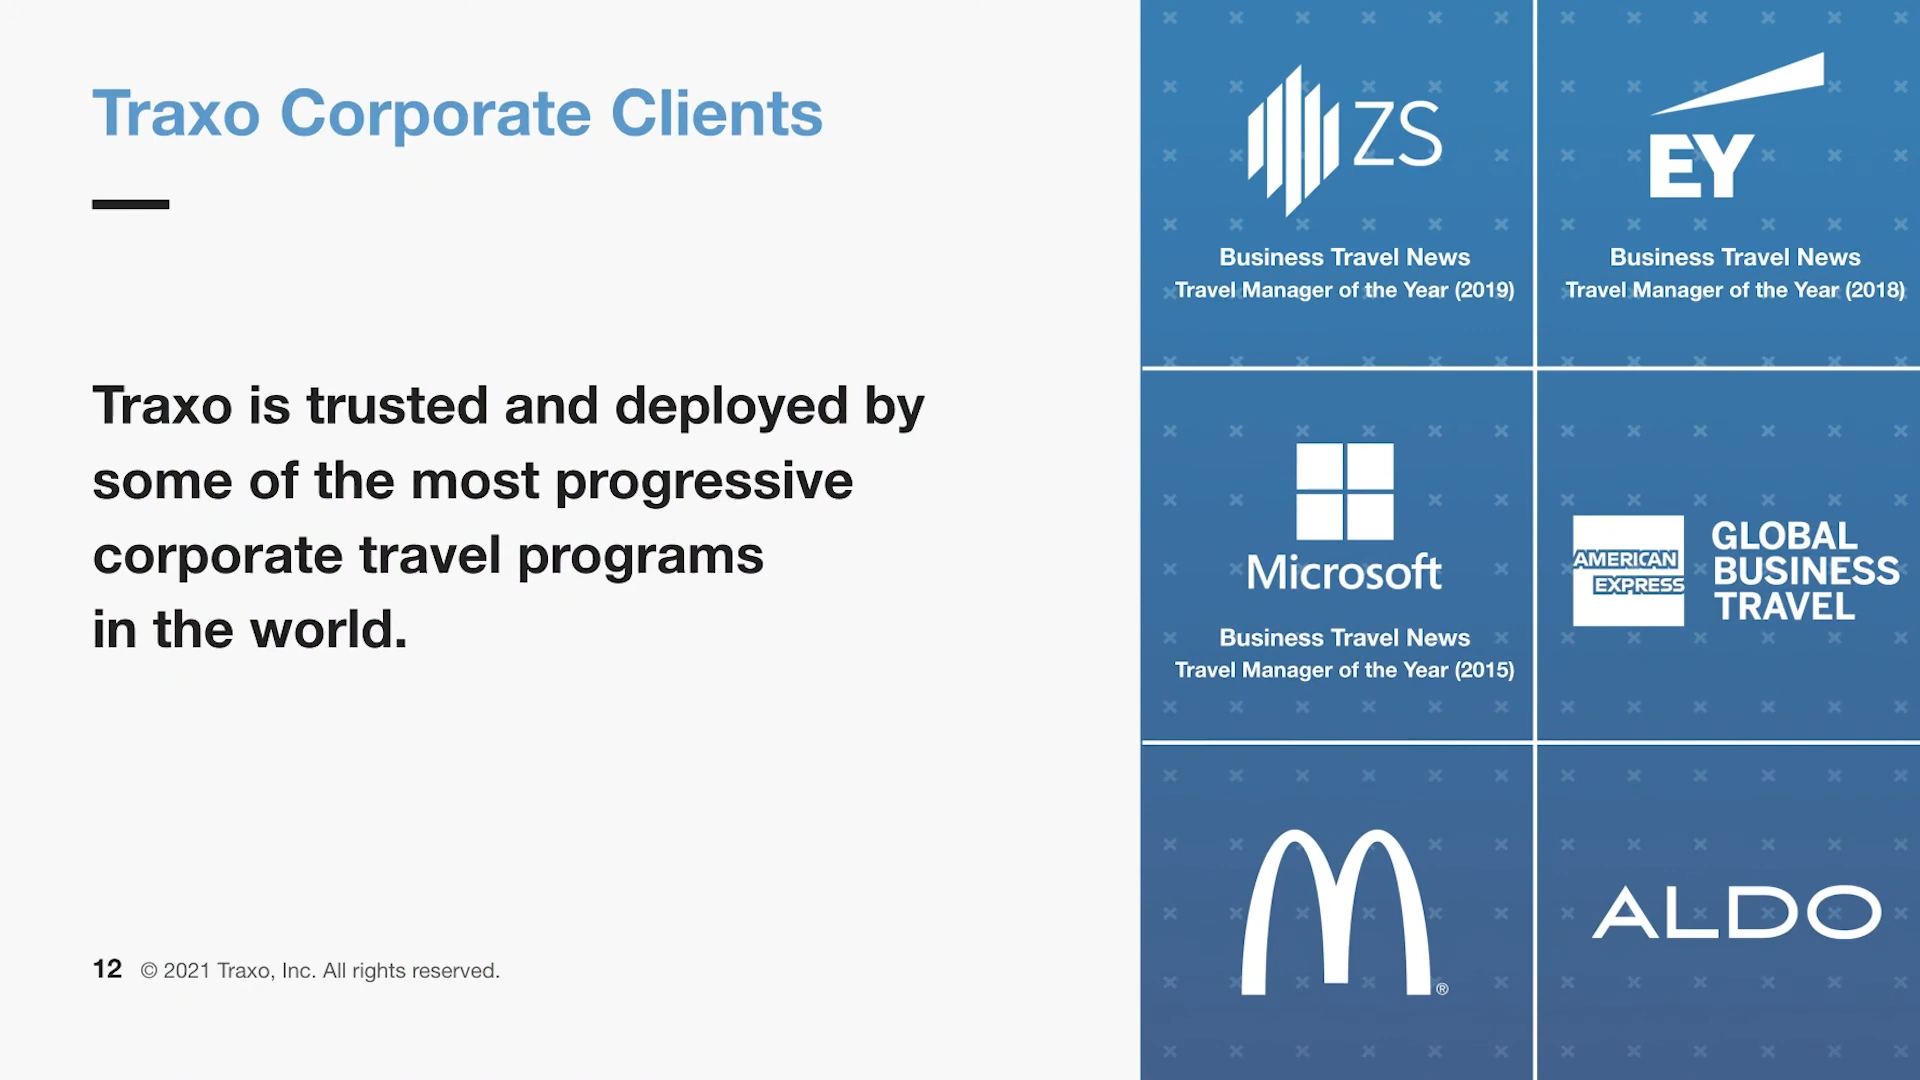 Traxo Corporate Clients
Traxo is trusted and deployed by
some of the most progressive
corporate travel programs
in the world.
12 © 2021 Traxo, Inc. All rights reserved.
ZS
Business Travel News
Travel Manager of the Year (2019)
EY
Business Travel News
Travel Manager of the Year (2018)
Microsoft
Business Travel News
Travel Manager of the Year (2015)
AMERICAN
EXPRESS
GLOBAL
BUSINESS
TRAVEL
M®
ALDO